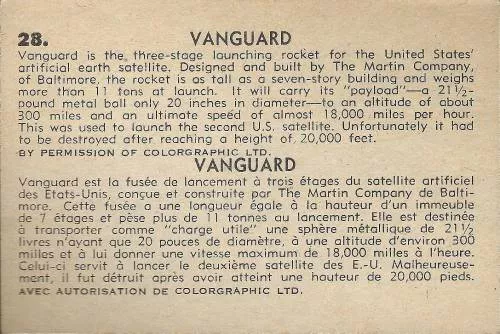 28. VANGUARD
Vanguard is the three-stage launching rocket for the United States'
artificial earth satellite. Designed and built by The Martin Company,
of Baltimore, the rocket is as tall as a seven-story building and weighs
more than 11 tons at launch. It will carry its "payload"—a 21½-
pound metal ball only 20 inches in diameter—to an altitude of about
300 miles and an ultimate speed of almost 18,000 miles per hour.
This was used to launch the second U.S. satellite. Unfortunately it had
to be destroyed after reaching a height of 20,000 feet.
BY PERMISSION OF COLORGRAPHIC LTD.
VANGUARD
Vanguard est la fusée de lancement à trois étages du satellite artificiel
des Etats-Unis, conçue et construite par The Martin Company de Balti-
more. Cette fusée a une longueur égale à la hauteur d'un immeuble
de 7 étages et pèse plus de 11 tonnes au lancement. Elle est destinée
à transporter comme "charge utile" une sphère métallique de 21½
livres n'ayant que 20 pouces de diamètre, à une altitude d'environ 300
milles et à lui donner une vitesse maximum de 18,000 milles à l'heure.
Celui-ci servit à lancer le deuxième satellite des E.-U. Malheureuse-
ment, il fut détruit après avoir atteint une hauteur de 20,000 pieds.
AVEC AUTORISATION DE COLORGRAPHIC LTD.